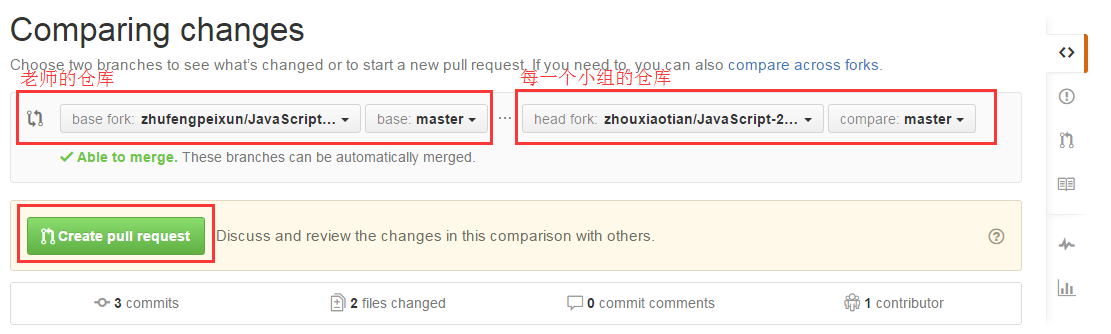 Comparing changes
Choose two branches to see what's changed or to start a new pull request. If you need to, you can also compare across forks.
老师的仓库
每一个小组的仓库
base fork: zhufengpeixun/JavaScript... base: master ... head fork: zhouxiaotian/JavaScript-2... compare: master
Able to merge. These branches can be automatically merged.
Create pull request Discuss and review the changes in this comparison with others.
3 commits 2 files changed 0 commit comments 1 contributor